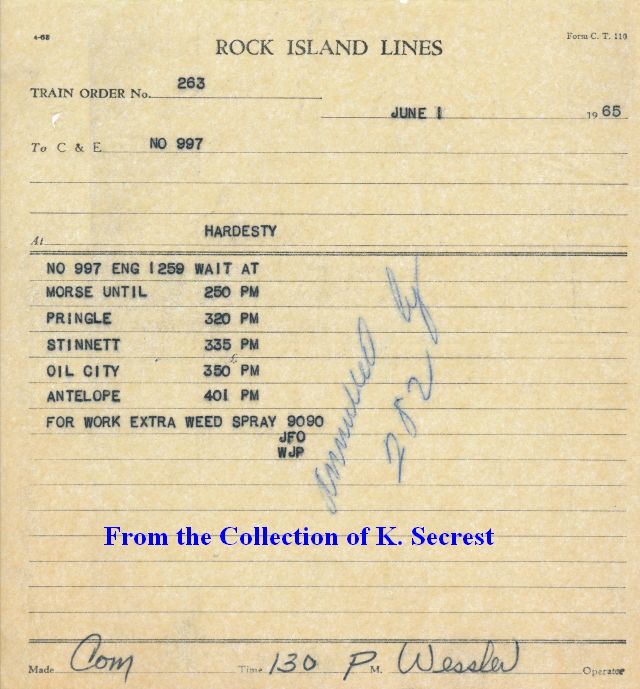 4-62
Form C. T. 110
ROCK ISLAND LINES
TRAIN ORDER No. 263
JUNE 1 1965
To C & E NO 997
At HARDESTY
NO 997 ENG 1259 WAIT AT
MORSE UNTIL 250 PM
PRINGLE 320 PM
STINNETT 335 PM
OIL CITY 350 PM
ANTELOPE 401 PM
FOR WORK EXTRA WEED SPRAY 9090
JFO
WJP
Annulled by
282
From the Collection of K. Secrest
Made Com Time 130 P M. Wessler Operator